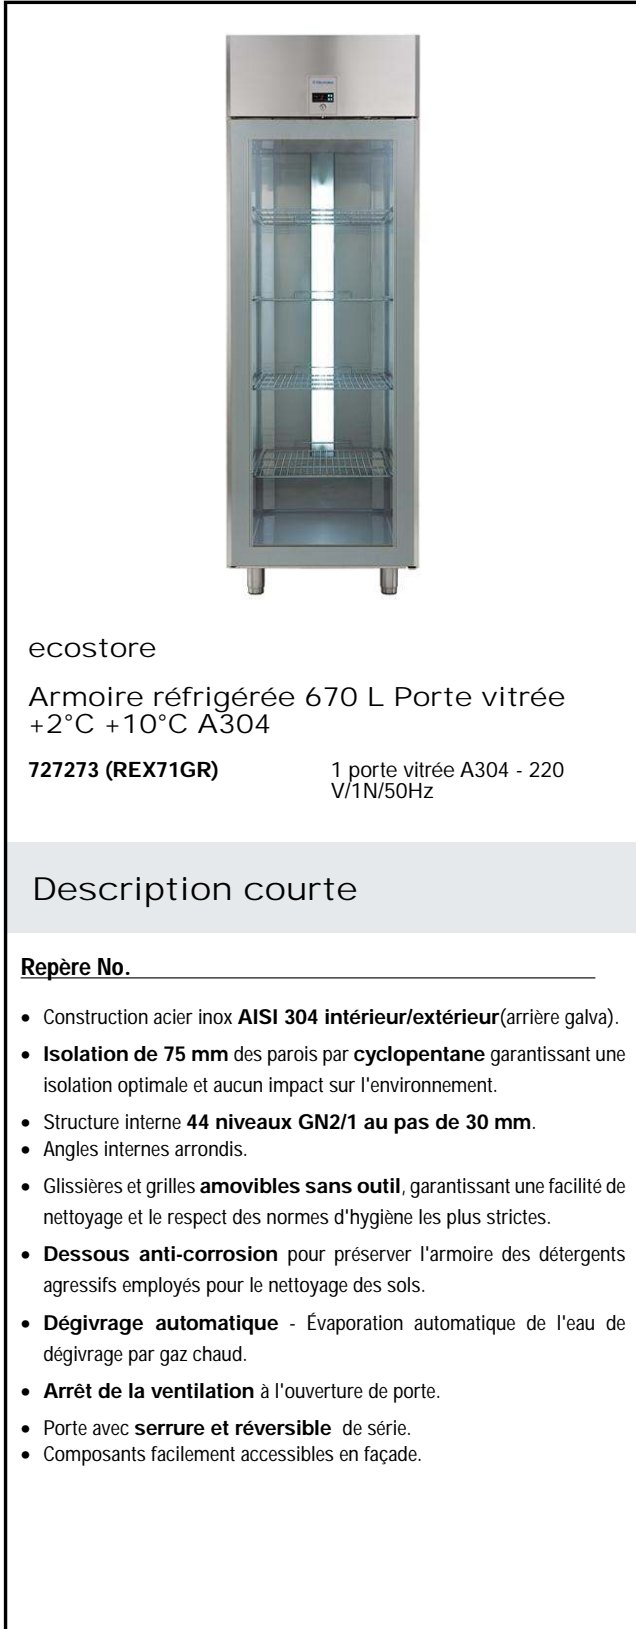 Electrolux
ecostore
Armoire réfrigérée 670 L Porte vitrée
+2°C +10°C A304
727273 (REX71GR)
1 porte vitrée A304 - 220
V/1N/50Hz
Description courte
Repère No.
• Construction acier inox AISI 304 intérieur/extérieur(arrière galva).
• Isolation de 75 mm des parois par cyclopentane garantissant une
isolation optimale et aucun impact sur l'environnement.
• Structure interne 44 niveaux GN2/1 au pas de 30 mm.
• Angles internes arrondis.
• Glissières et grilles amovibles sans outil, garantissant une facilité de
nettoyage et le respect des normes d'hygiène les plus strictes.
• Dessous anti-corrosion pour préserver l'armoire des détergents
agressifs employés pour le nettoyage des sols.
• Dégivrage automatique - Évaporation automatique de l'eau de
dégivrage par gaz chaud.
• Arrêt de la ventilation à l'ouverture de porte.
• Porte avec serrure et réversible de série.
• Composants facilement accessibles en façade.